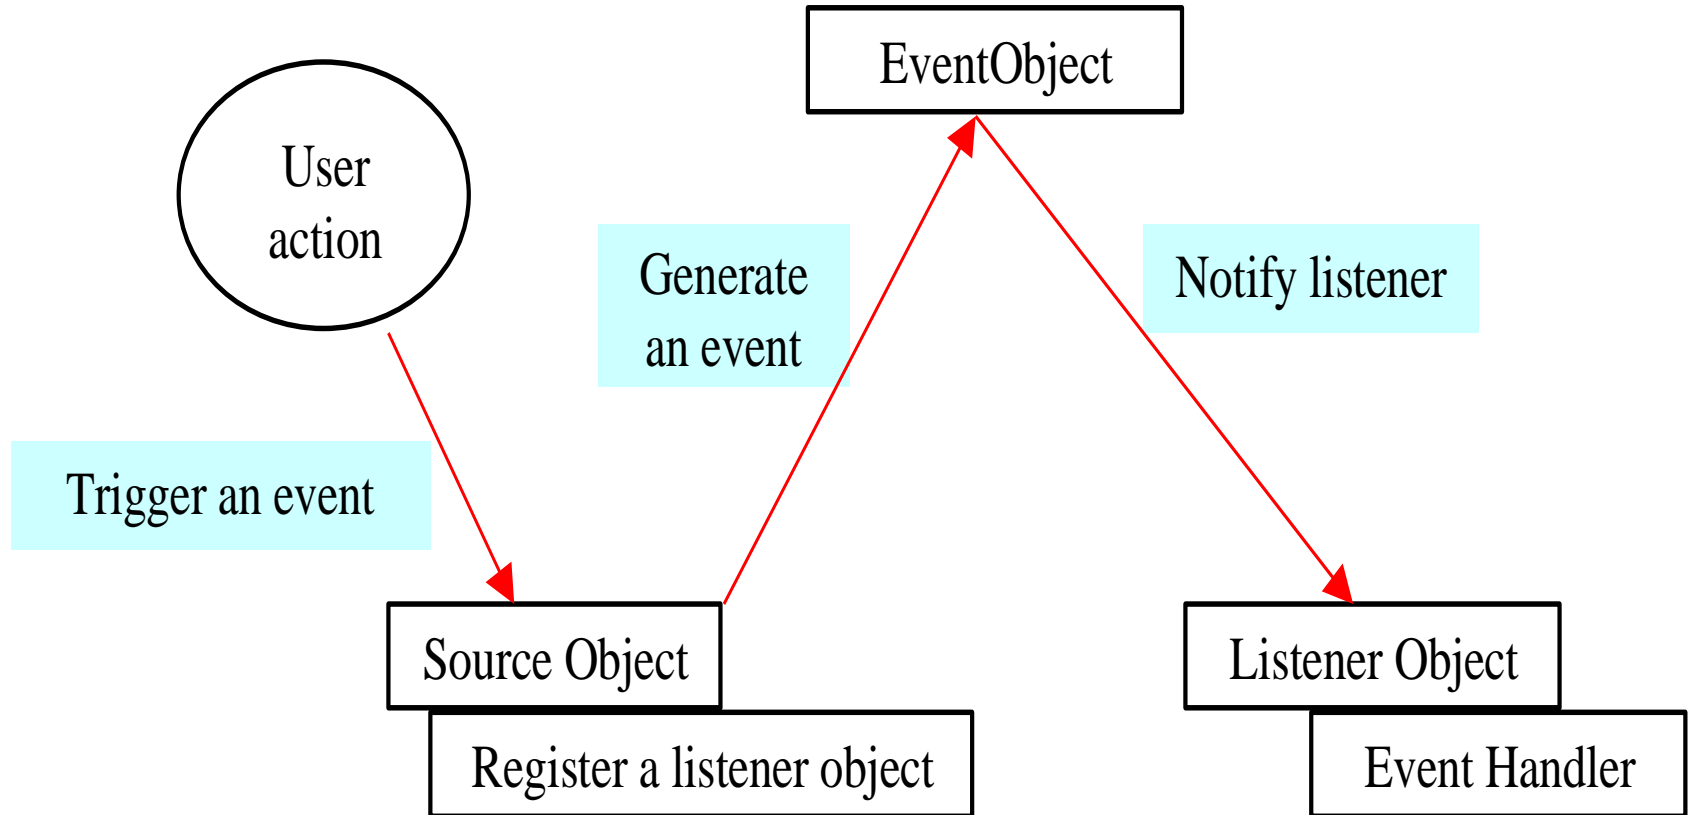 EventObject
User
action
Generate
an event
Notify listener
Trigger an event
Source Object
Listener Object
Register a listener object
Event Handler